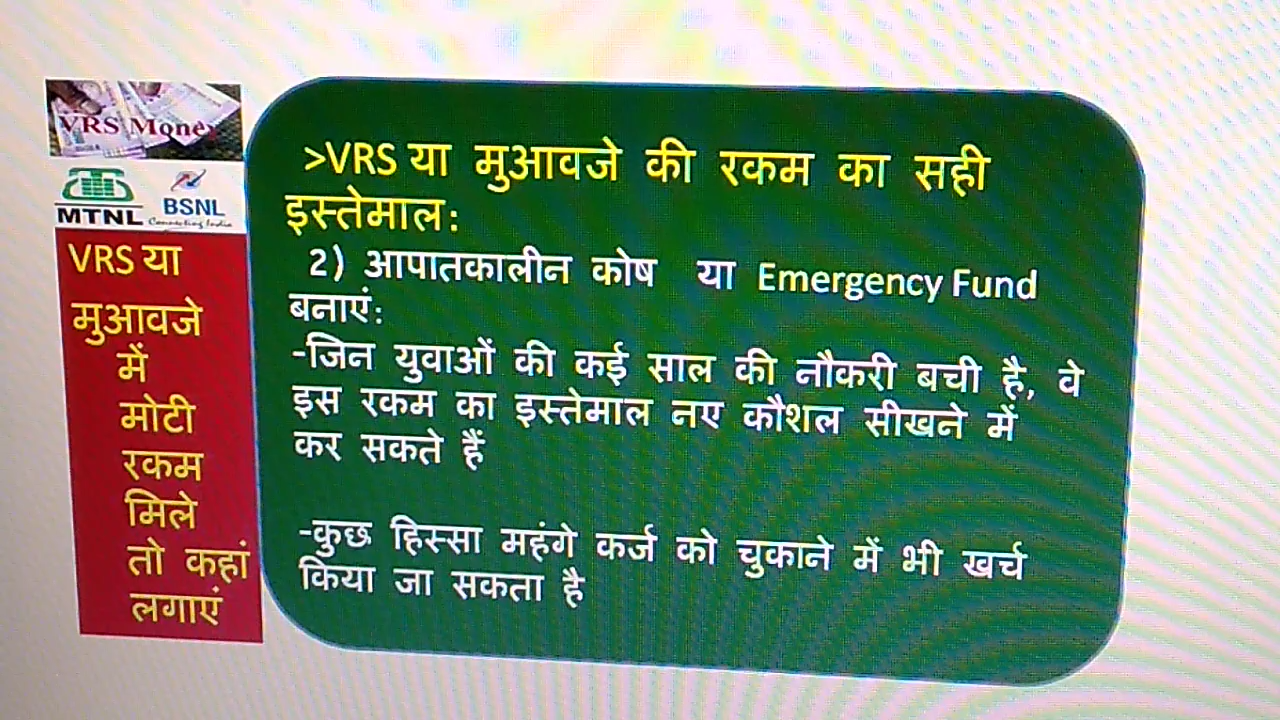 VRS Money
MTNL
BSNL
Connecting India
VRS या
मुआवजे
में
मोटी
रकम
मिले
तो कहां
लगाएं
>VRS या मुआवजे की रकम का सही
इस्तेमाल:
2) आपातकालीन कोष या Emergency Fund
बनाएं:
-जिन युवाओं की कई साल की नौकरी बची है, वे
इस रकम का इस्तेमाल नए कौशल सीखने में
कर सकते हैं
-कुछ हिस्सा महंगे कर्ज को चुकाने में भी खर्च
किया जा सकता है